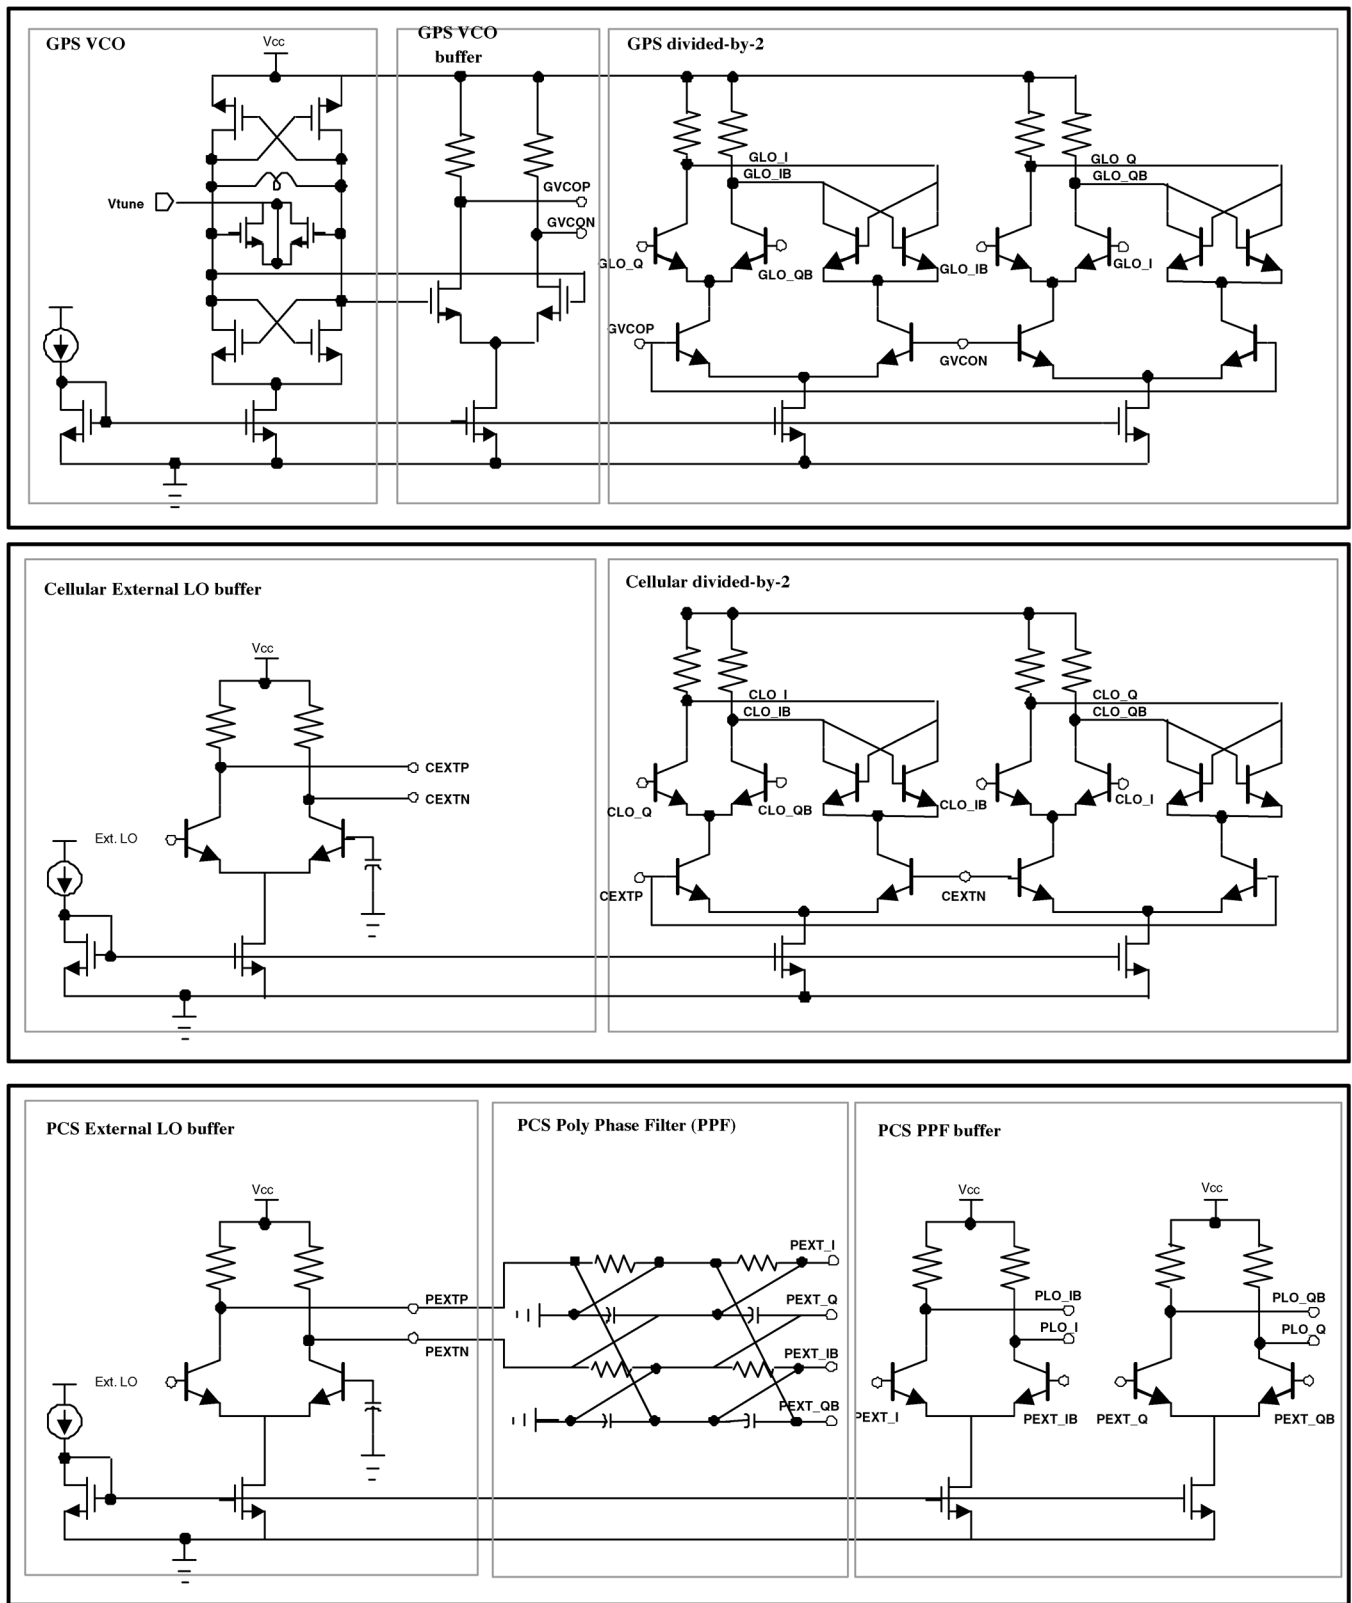 GPS VCO
Vcc
Vtune
GPS VCO
buffer
GVCOP
GVCON
GPS divided-by-2
GLO_I
GLO_IB
GLO_Q
GLO_QB
GLO_Q
GLO_QB
GLO_IB
GLO_I
GVCOP
GVCON
Cellular External LO buffer
Vcc
CEXTP
CEXTN
Ext. LO
Cellular divided-by-2
CLO_I
CLO_IB
CLO_Q
CLO_QB
CLO_Q
CLO_QB
CLO_IB
CLO_I
CEXTP
CEXTN
PCS External LO buffer
Vcc
PEXTP
PEXTN
Ext. LO
PCS Poly Phase Filter (PPF)
PEXT_I
PEXT_Q
PEXT_IB
PEXT_QB
PCS PPF buffer
Vcc
Vcc
PLO_IB
PLO_I
PLO_QB
PLO_Q
PEXT_I
PEXT_IB
PEXT_Q
PEXT_QB